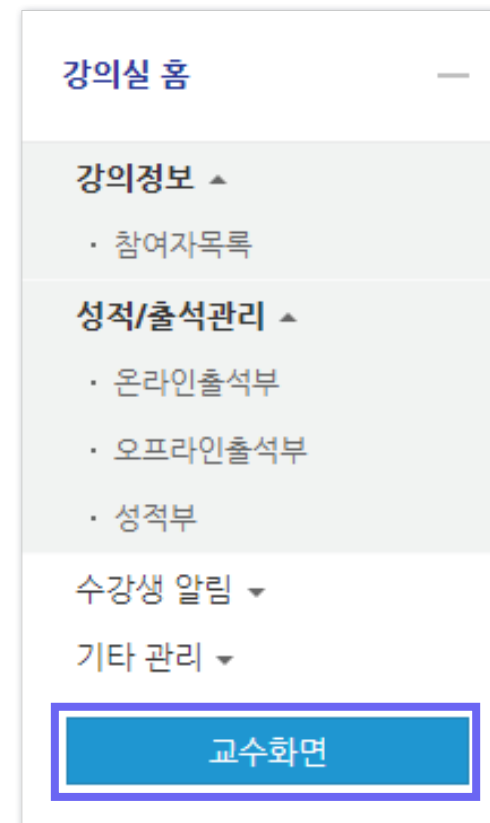 강의실 홈
강의정보
· 참여자목록
성적/출석관리
· 온라인출석부
· 오프라인출석부
· 성적부
수강생 알림
기타 관리
교수화면